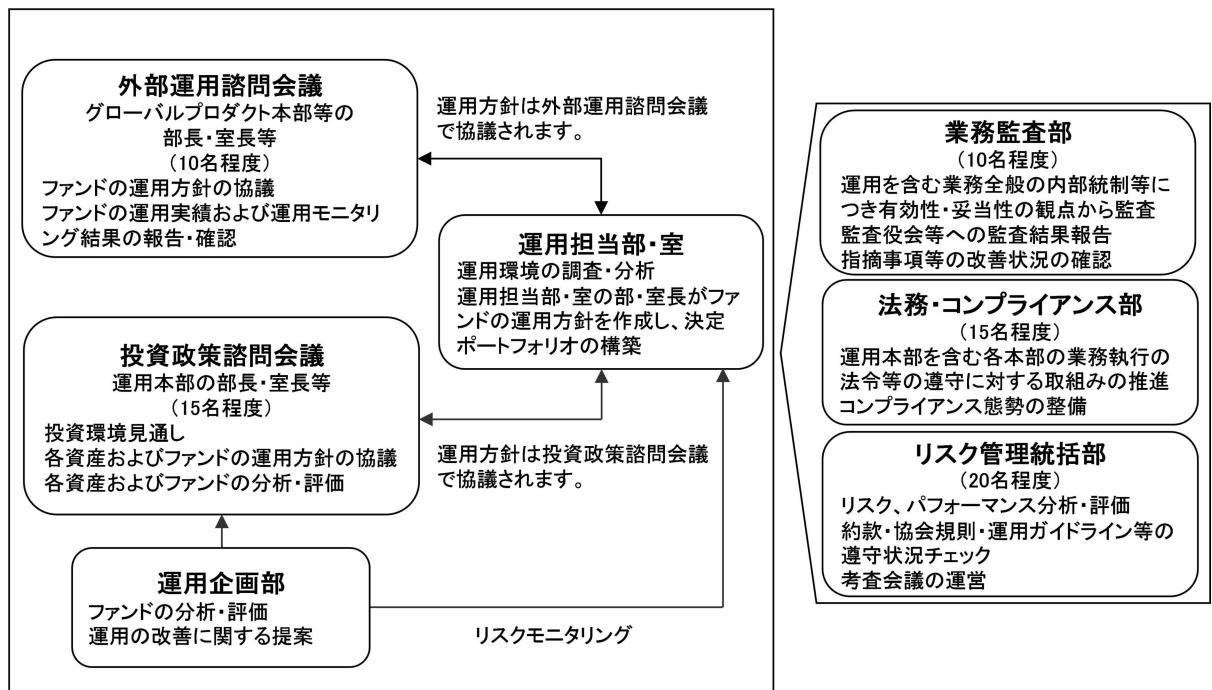 外部運用諮問会議
グローバルプロダクト本部等の
部長・室長等
（10名程度）
ファンドの運用方針の協議
ファンドの運用実績および運用モニタリ
ング結果の報告・確認
運用方針は外部運用諮問会議
で協議されます。
運用担当部・室
運用環境の調査・分析
運用担当部・室の部・室長がファ
ンドの運用方針を作成し、決定
ポートフォリオの構築
投資政策諮問会議
運用本部の部長・室長等
（15名程度）
投資環境見通し
各資産およびファンドの運用方針の協議
各資産およびファンドの分析・評価
運用方針は投資政策諮問会議
で協議されます。
運用企画部
ファンドの分析・評価
運用の改善に関する提案
リスクモニタリング
業務監査部
（10名程度）
運用を含む業務全般の内部統制等に
つき有効性・妥当性の観点から監査
監査役会等への監査結果報告
指摘事項等の改善状況の確認
法務・コンプライアンス部
（15名程度）
運用本部を含む各本部の業務執行の
法令等の遵守に対する取組みの推進
コンプライアンス態勢の整備
リスク管理統括部
（20名程度）
リスク、パフォーマンス分析・評価
約款・協会規則・運用ガイドライン等の
遵守状況チェック
考査会議の運営